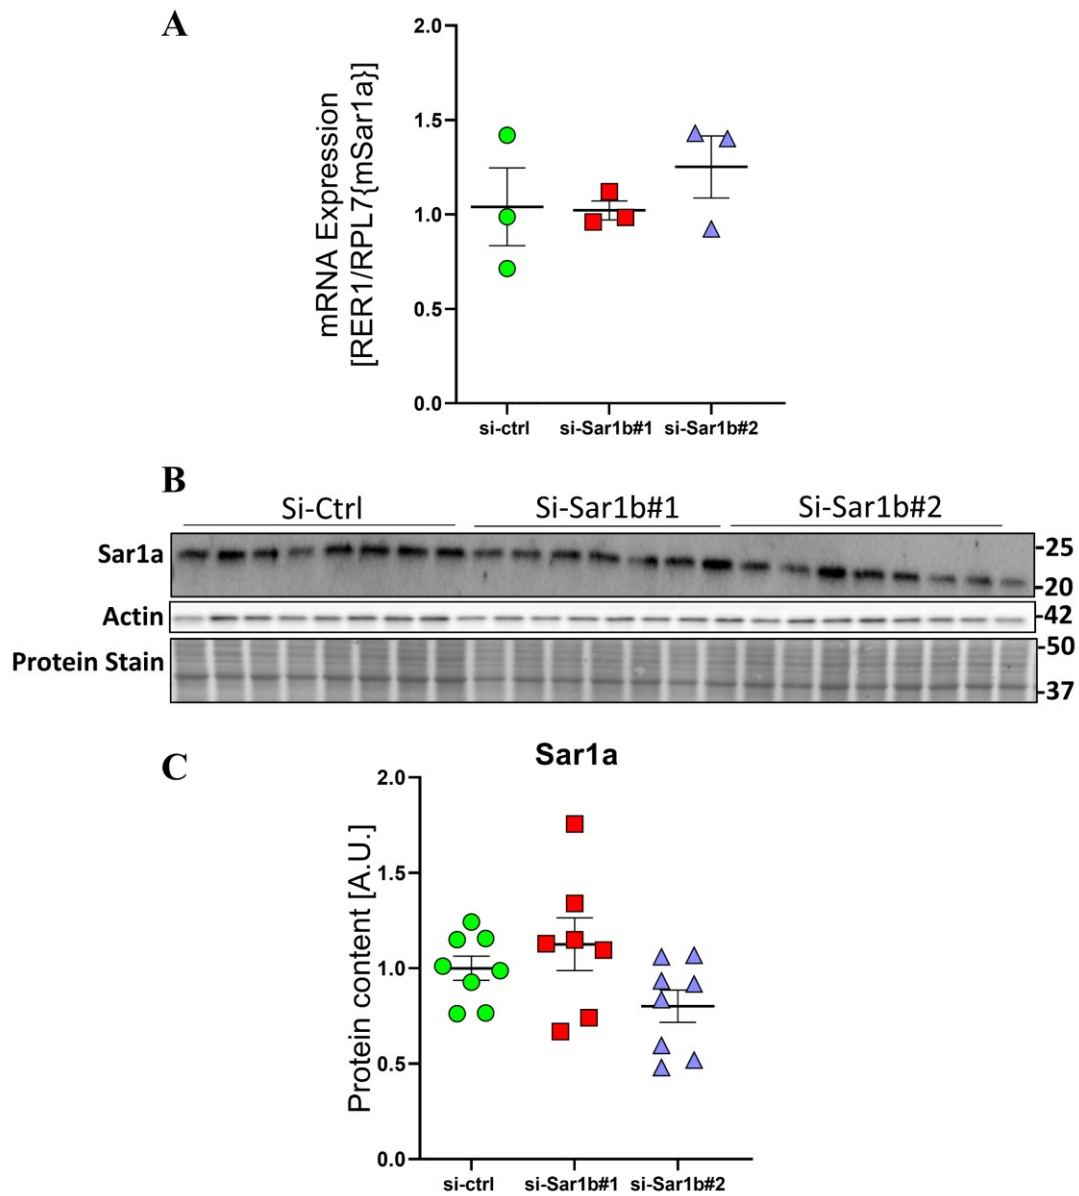 A
2.0
1.5
1.0
0.5
0.0
mRNA Expression
[RER1/RPL7{mSar1a}]
si-ctrl si-Sar1b#1 si-Sar1b#2
B
Si-Ctrl Si-Sar1b#1 Si-Sar1b#2
Sar1a
-25
-20
Actin
-42
Protein Stain
-50
-37
C
Sar1a
2.0
1.5
1.0
0.5
0.0
Protein content [A.U.]
si-ctrl si-Sar1b#1 si-Sar1b#2